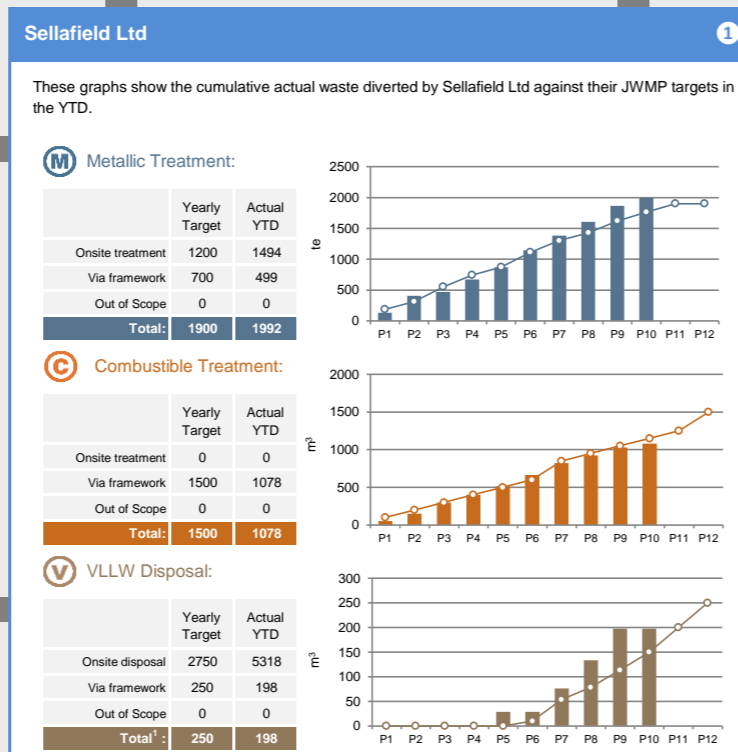 Sellafield Ltd 1
These graphs show the cumulative actual waste diverted by Sellafield Ltd against their JWMP targets in
the YTD.
M Metallic Treatment:
Yearly Target Actual YTD
Onsite treatment 1200 1494
Via framework 700 499
Out of Scope 0 0
Total: 1900 1992
te
2500
2000
1500
1000
500
0
P1 P2 P3 P4 P5 P6 P7 P8 P9 P10 P11 P12
C Combustible Treatment:
Yearly Target Actual YTD
Onsite treatment 0 0
Via framework 1500 1078
Out of Scope 0 0
Total: 1500 1078
m³
2000
1500
1000
500
0
P1 P2 P3 P4 P5 P6 P7 P8 P9 P10 P11 P12
V VLLW Disposal:
Yearly Target Actual YTD
Onsite disposal 2750 5318
Via framework 250 198
Out of Scope 0 0
Total¹ : 250 198
m³
300
250
200
150
100
50
0
P1 P2 P3 P4 P5 P6 P7 P8 P9 P10 P11 P12